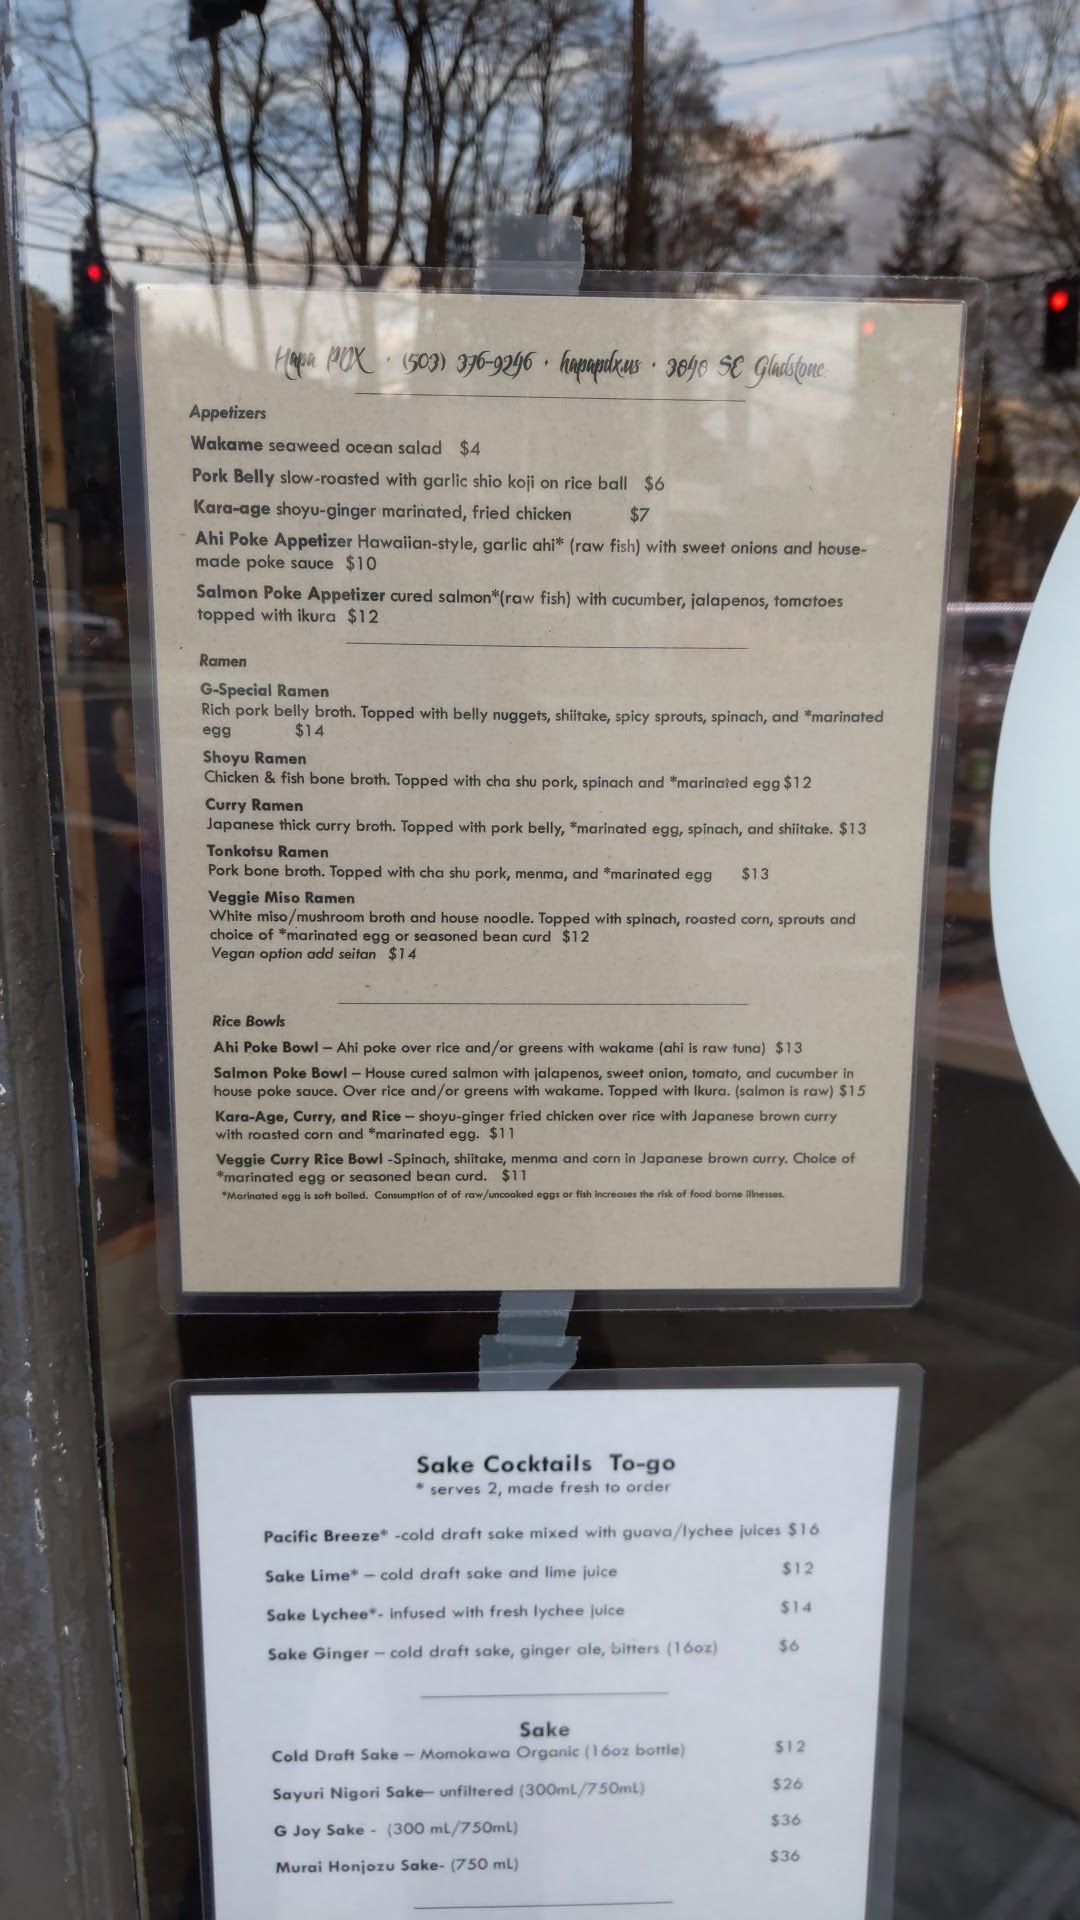 Hapa PDX · (503) 376-9246 · hapapdx.us · 3848 SE Gladstone
Appetizers
Wakame seaweed ocean salad $4
Pork Belly slow-roasted with garlic shio koji on rice ball $6
Kara-age shoyu-ginger marinated, fried chicken $7
Ahi Poke Appetizer Hawaiian-style, garlic ahi* (raw fish) with sweet onions and house-
made poke sauce $10
Salmon Poke Appetizer cured salmon*(raw fish) with cucumber, jalapenos, tomatoes
topped with ikura $12
Ramen
G-Special Ramen
Rich pork belly broth. Topped with belly nuggets, shiitake, spicy sprouts, spinach, and *marinated
egg $14
Shoyu Ramen
Chicken & fish bone broth. Topped with cha shu pork, spinach and *marinated egg $12
Curry Ramen
Japanese thick curry broth. Topped with pork belly, *marinated egg, spinach, and shiitake. $13
Tonkotsu Ramen
Pork bone broth. Topped with cha shu pork, menma, and *marinated egg $13
Veggie Miso Ramen
White miso/mushroom broth and house noodle. Topped with spinach, roasted corn, sprouts and
choice of *marinated egg or seasoned bean curd $12
Vegan option add seitan $14
Rice Bowls
Ahi Poke Bowl – Ahi poke over rice and/or greens with wakame (ahi is raw tuna) $13
Salmon Poke Bowl – House cured salmon with jalapenos, sweet onion, tomato, and cucumber in
house poke sauce. Over rice and/or greens with wakame. Topped with Ikura. (salmon is raw) $15
Kara-Age, Curry, and Rice – shoyu-ginger fried chicken over rice with Japanese brown curry
with roasted corn and *marinated egg. $11
Veggie Curry Rice Bowl -Spinach, shiitake, menma and corn in Japanese brown curry. Choice of
*marinated egg or seasoned bean curd. $11
*Marinated egg is soft boiled. Consumption of of raw/uncooked eggs or fish increases the risk of food borne illnesses.
Sake Cocktails To-go
* serves 2, made fresh to order
Pacific Breeze* -cold draft sake mixed with guava/lychee juices $16
Sake Lime* – cold draft sake and lime juice $12
Sake Lychee*- infused with fresh lychee juice $14
Sake Ginger – cold draft sake, ginger ale, bitters (16oz) $6
Sake
Cold Draft Sake – Momokawa Organic (16oz bottle) $12
Sayuri Nigori Sake– unfiltered (300mL/750mL) $26
G Joy Sake - (300 mL/750mL) $36
Murai Honjozu Sake- (750 mL) $36